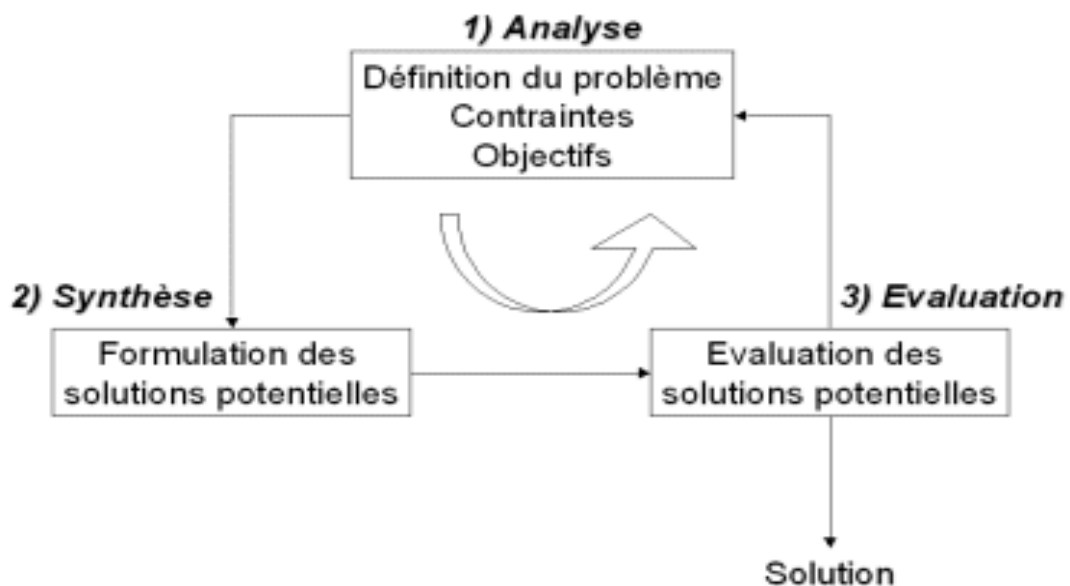 1) Analyse
Définition du problème
Contraintes
Objectifs
2) Synthèse
Formulation des
solutions potentielles
3) Evaluation
Evaluation des
solutions potentielles
Solution